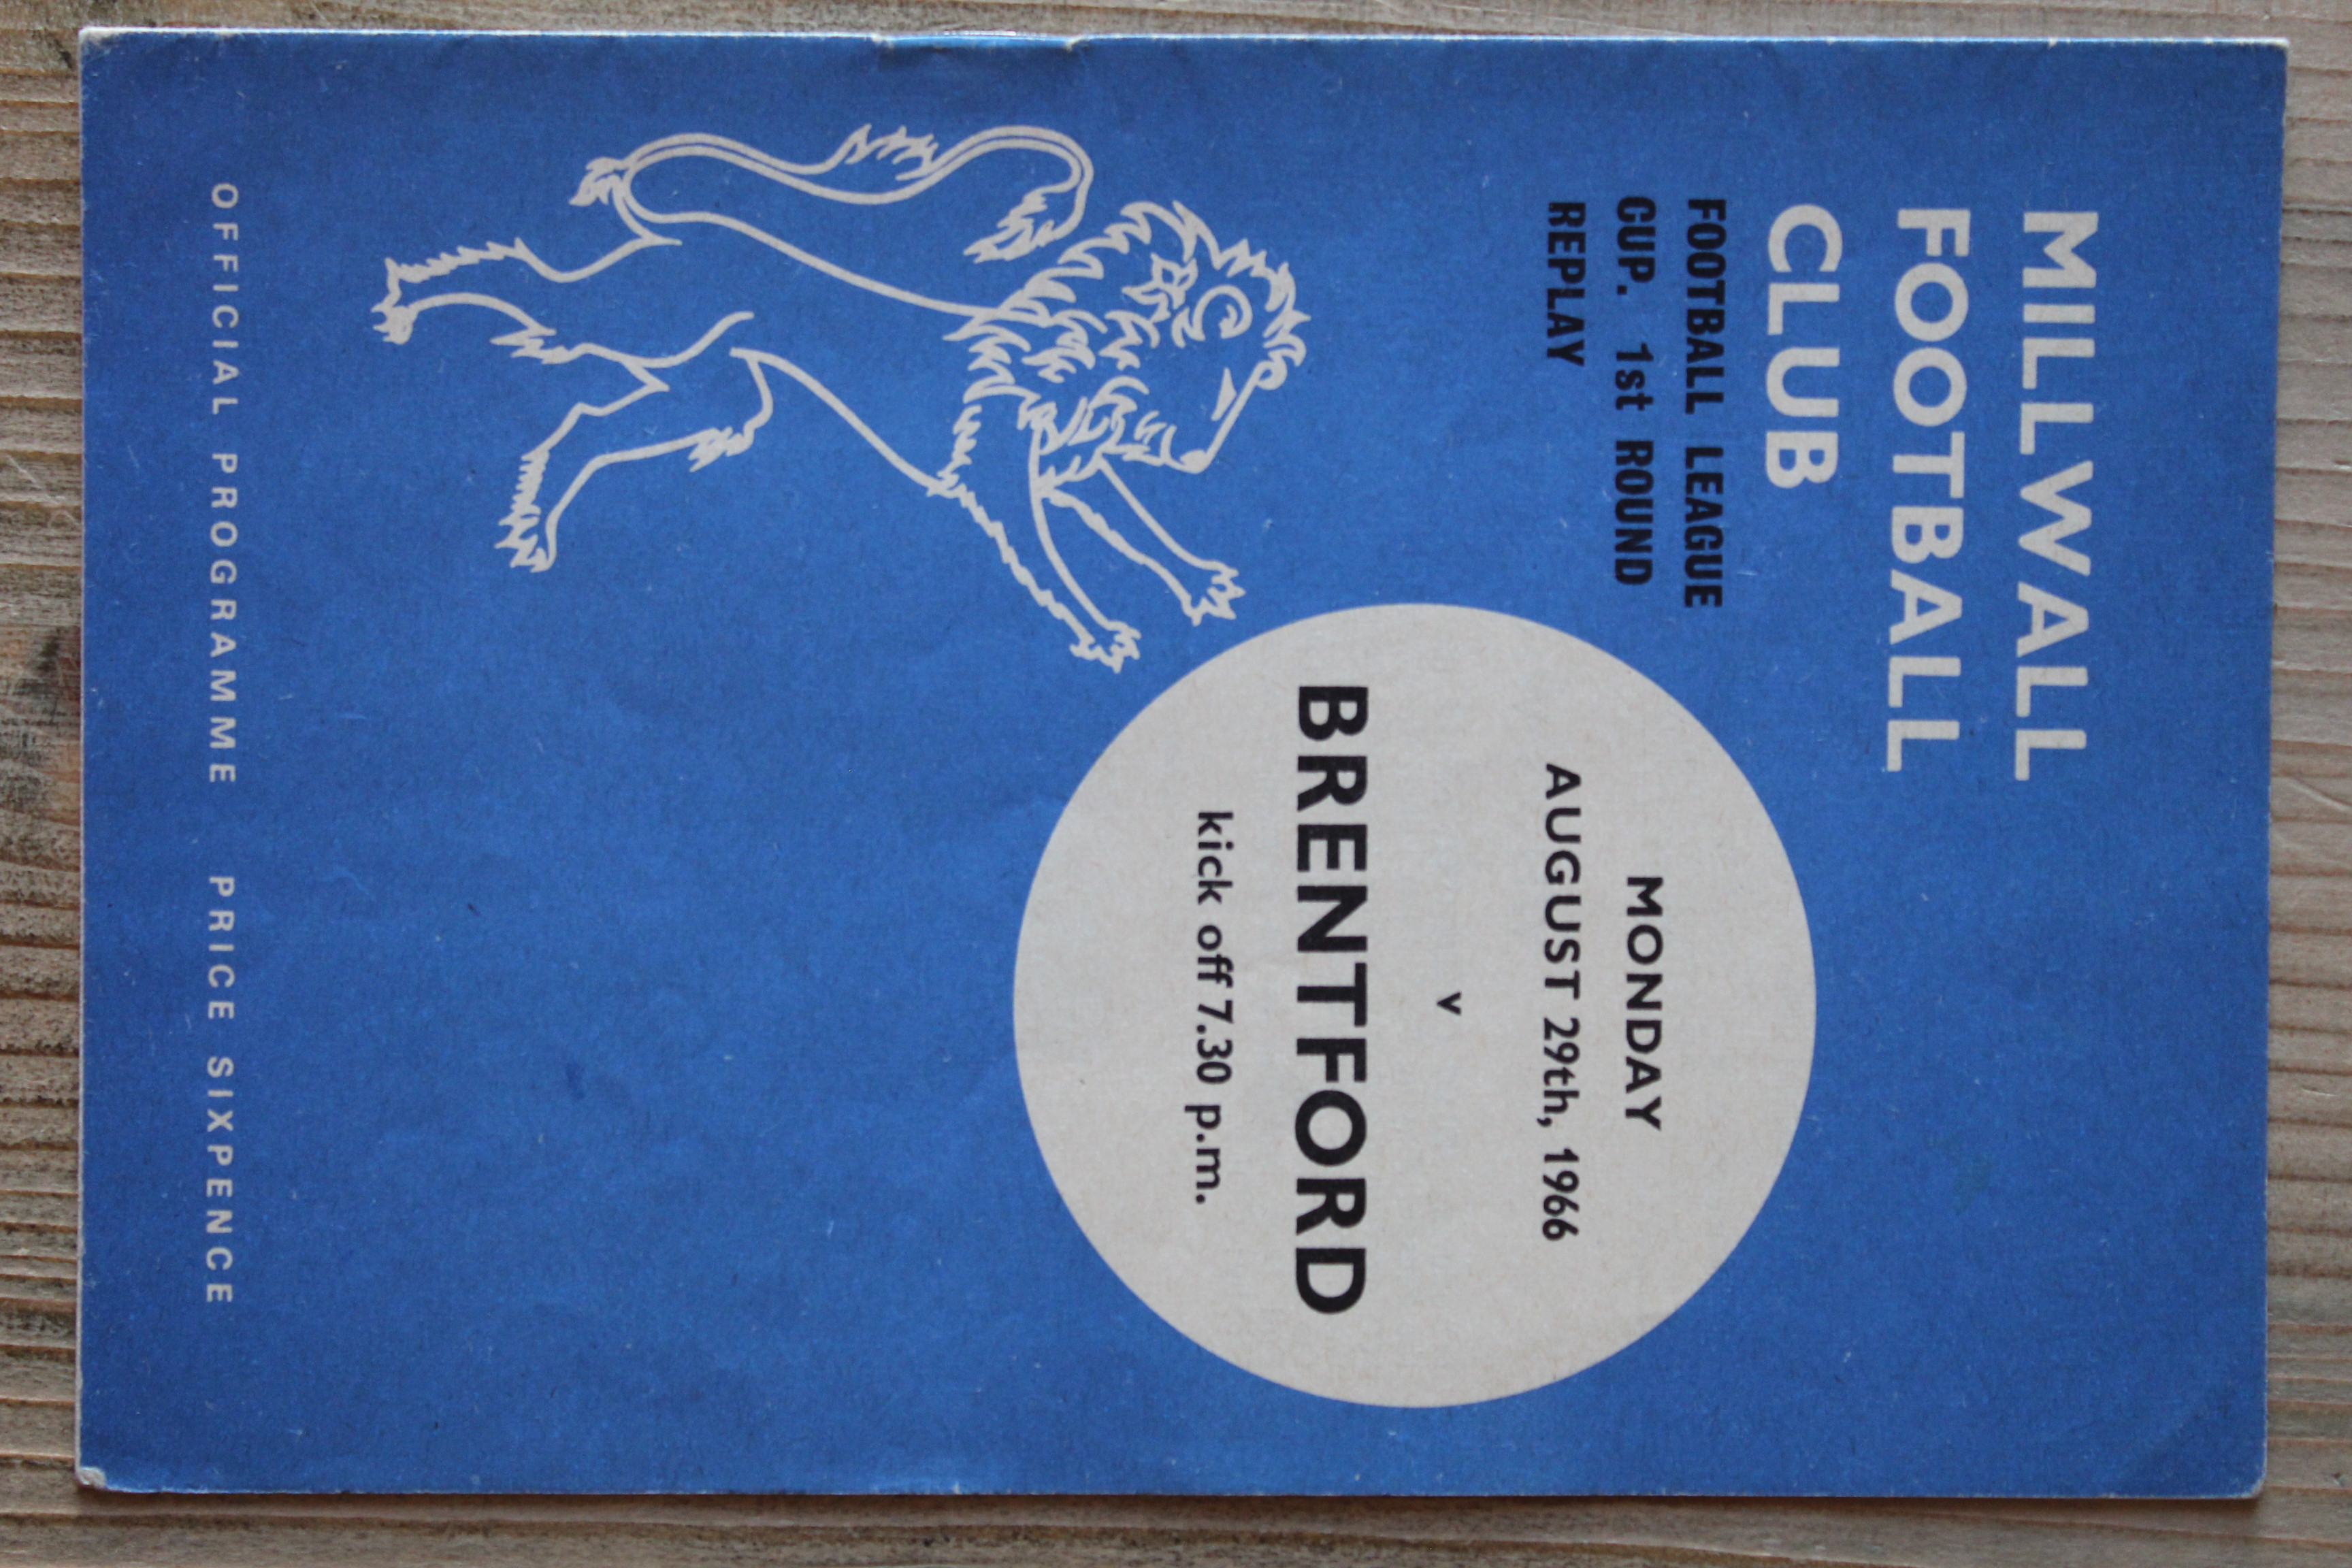 MILLWALL
FOOTBALL
CLUB
FOOTBALL LEAGUE
CUP. 1st ROUND
REPLAY
MONDAY
AUGUST 29th, 1966
v
BRENTFORD
kick off 7.30 p.m.
OFFICIAL PROGRAMME PRICE SIXPENCE